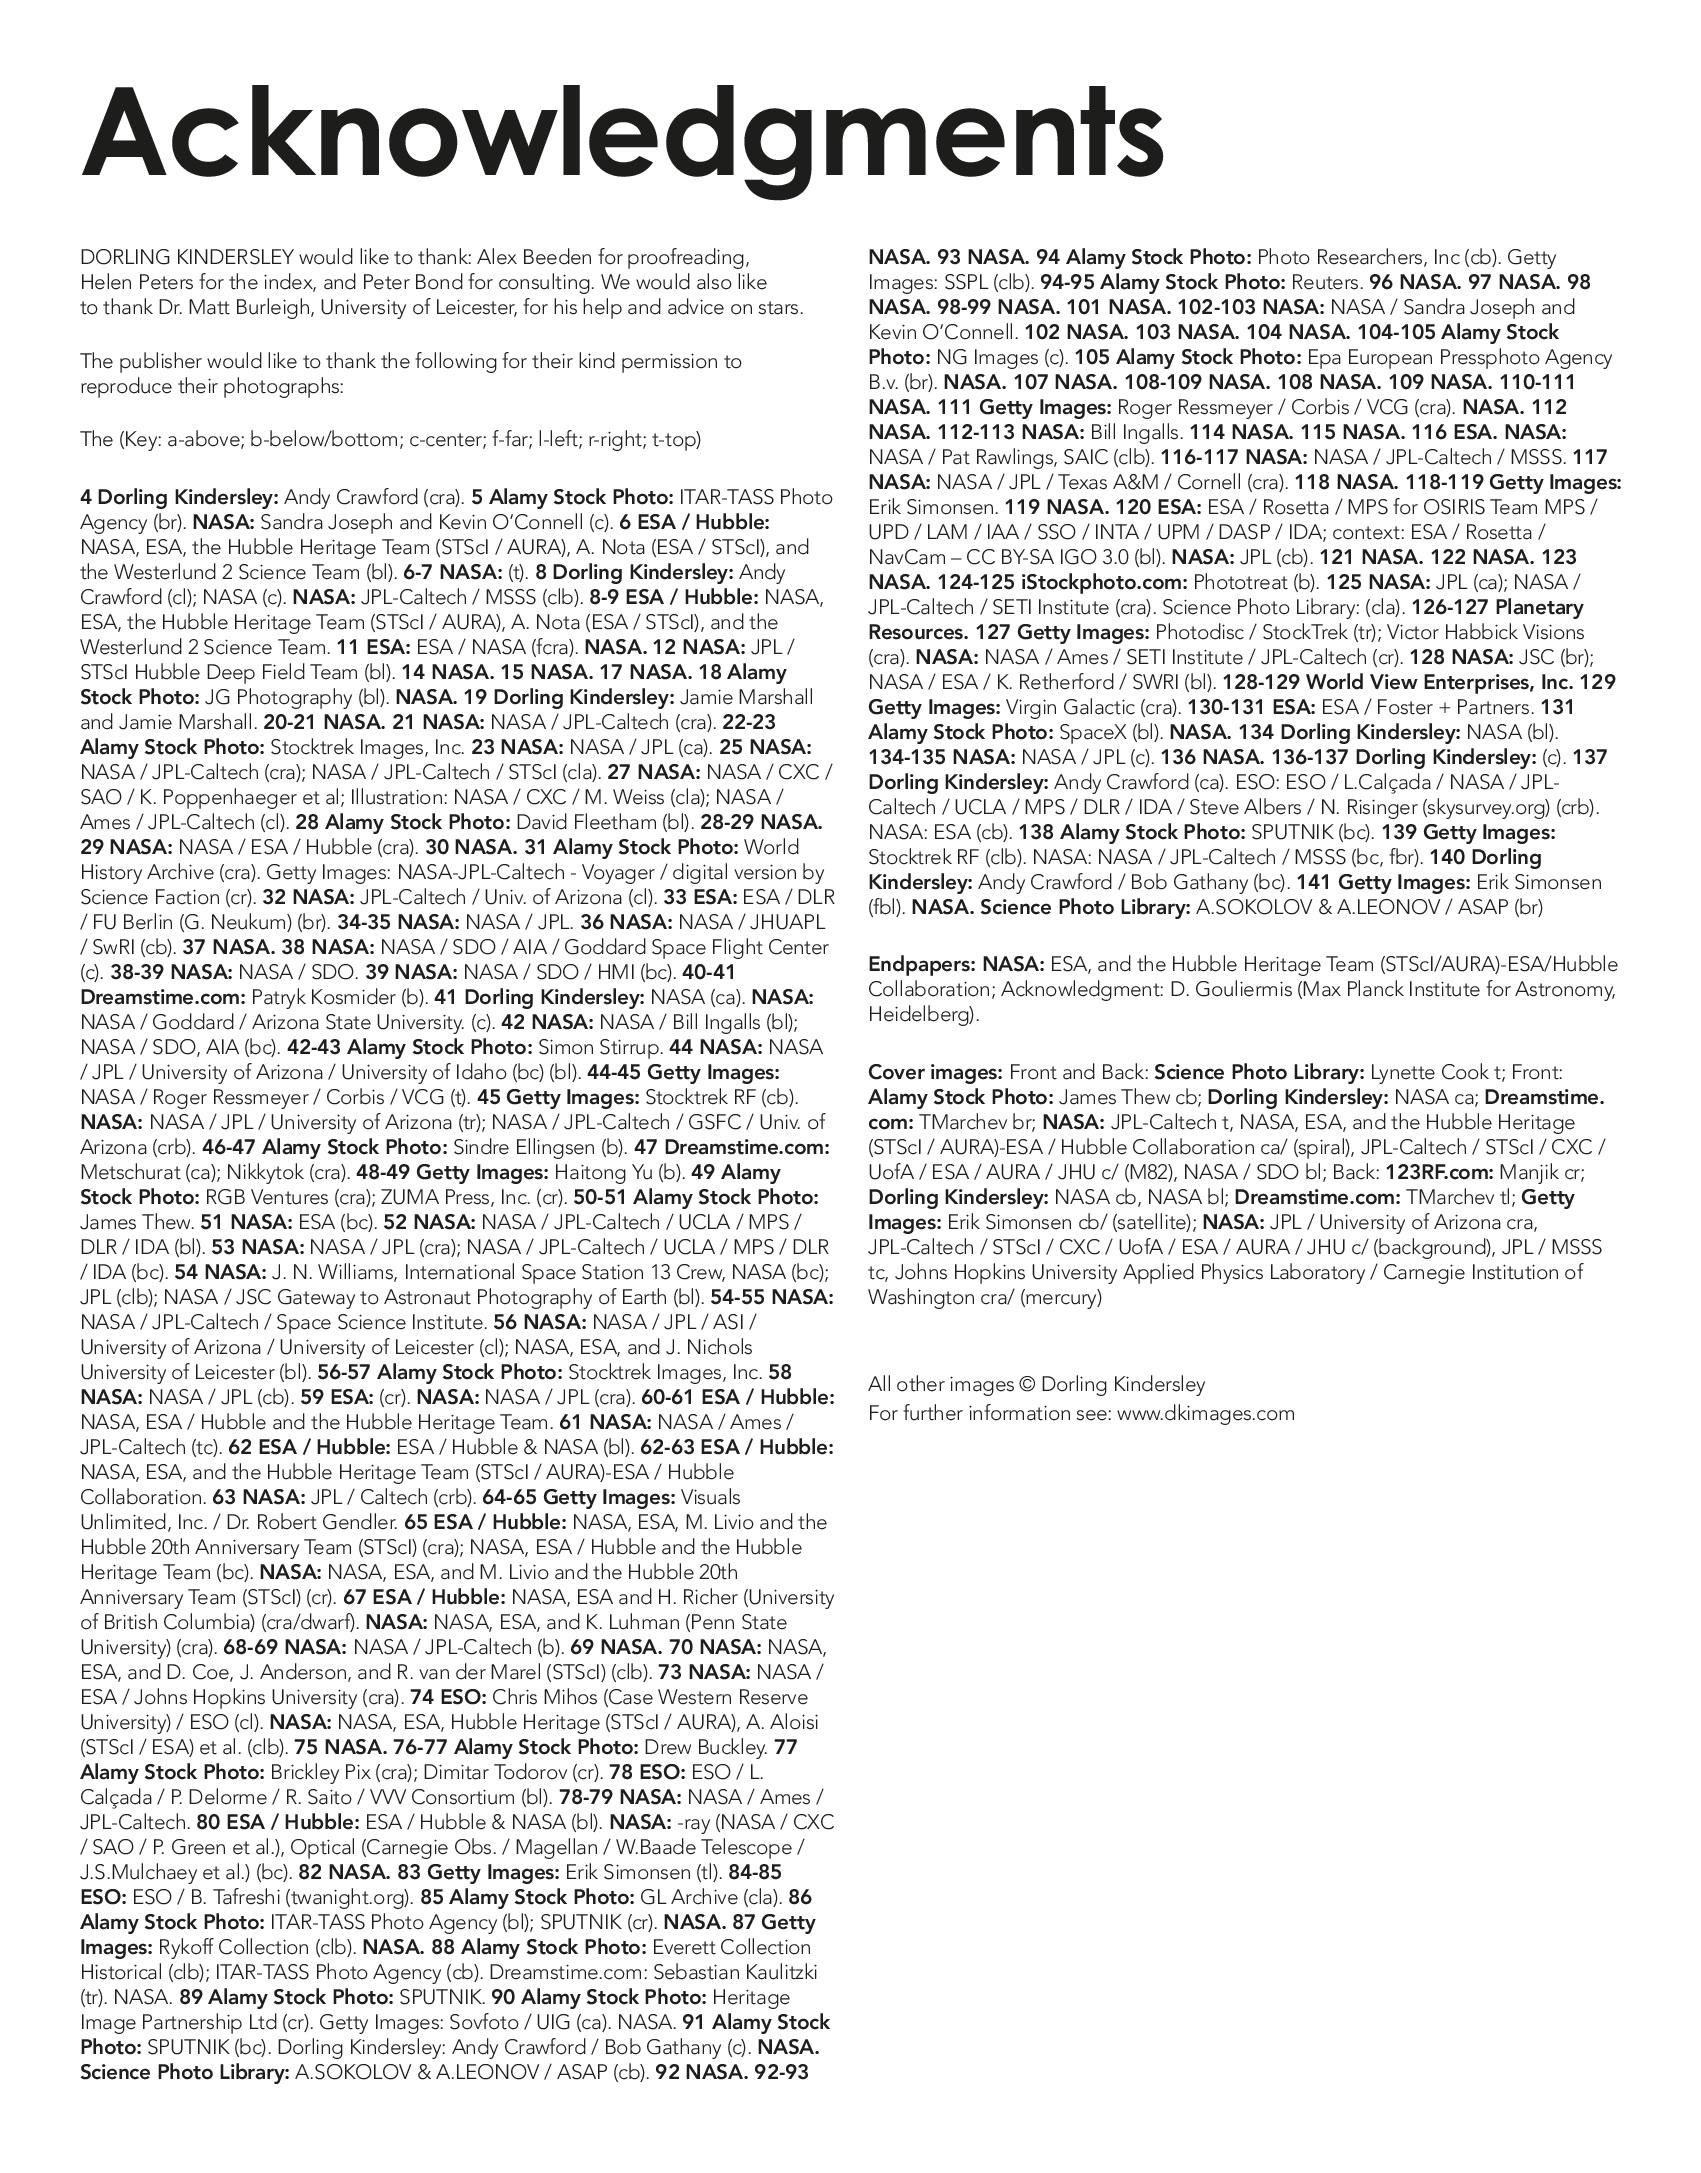 Acknowledgments
DORLING KINDERSLEY would like to thank: Alex Beeden for proofreading,
Helen Peters for the index, and Peter Bond for consulting. We would also like
to thank Dr. Matt Burleigh, University of Leicester, for his help and advice on stars.
The publisher would like to thank the following for their kind permission to
reproduce their photographs:
The (Key: a-above; b-below/bottom; c-center; f-far; l-left; r-right; t-top)
4 Dorling Kindersley: Andy Crawford (cra). 5 Alamy Stock Photo: ITAR-TASS Photo
Agency (br). NASA: Sandra Joseph and Kevin O’Connell (c). 6 ESA / Hubble:
NASA, ESA, the Hubble Heritage Team (STScI / AURA), A. Nota (ESA / STScI), and
the Westerlund 2 Science Team (bl). 6-7 NASA: (t). 8 Dorling Kindersley: Andy
Crawford (cl); NASA (c). NASA: JPL-Caltech / MSSS (clb). 8-9 ESA / Hubble: NASA,
ESA, the Hubble Heritage Team (STScI / AURA), A. Nota (ESA / STScI), and the
Westerlund 2 Science Team. 11 ESA: ESA / NASA (fcra). NASA. 12 NASA: JPL /
STScI Hubble Deep Field Team (bl). 14 NASA. 15 NASA. 17 NASA. 18 Alamy
Stock Photo: JG Photography (bl). NASA. 19 Dorling Kindersley: Jamie Marshall
and Jamie Marshall. 20-21 NASA. 21 NASA: NASA / JPL-Caltech (cra). 22-23
Alamy Stock Photo: Stocktrek Images, Inc. 23 NASA: NASA / JPL (ca). 25 NASA:
NASA / JPL-Caltech (cra); NASA / JPL-Caltech / STScI (cla). 27 NASA: NASA / CXC /
SAO / K. Poppenhaeger et al; Illustration: NASA / CXC / M. Weiss (cla); NASA /
Ames / JPL-Caltech (cl). 28 Alamy Stock Photo: David Fleetham (bl). 28-29 NASA.
29 NASA: NASA / ESA / Hubble (cra). 30 NASA. 31 Alamy Stock Photo: World
History Archive (cra). Getty Images: NASA-JPL-Caltech - Voyager / digital version by
Science Faction (cr). 32 NASA: JPL-Caltech / Univ. of Arizona (cl). 33 ESA: ESA / DLR
/ FU Berlin (G. Neukum) (br). 34-35 NASA: NASA / JPL. 36 NASA: NASA / JHUAPL
/ SwRI (cb). 37 NASA. 38 NASA: NASA / SDO / AIA / Goddard Space Flight Center
(c). 38-39 NASA: NASA / SDO. 39 NASA: NASA / SDO / HMI (bc). 40-41
Dreamstime.com: Patryk Kosmider (b). 41 Dorling Kindersley: NASA (ca). NASA:
NASA / Goddard / Arizona State University. (c). 42 NASA: NASA / Bill Ingalls (bl);
NASA / SDO, AIA (bc). 42-43 Alamy Stock Photo: Simon Stirrup. 44 NASA: NASA
/ JPL / University of Arizona / University of Idaho (bc) (bl). 44-45 Getty Images:
NASA / Roger Ressmeyer / Corbis / VCG (t). 45 Getty Images: Stocktrek RF (cb).
NASA: NASA / JPL / University of Arizona (tr); NASA / JPL-Caltech / GSFC / Univ. of
Arizona (crb). 46-47 Alamy Stock Photo: Sindre Ellingsen (b). 47 Dreamstime.com:
Metschurat (ca); Nikkytok (cra). 48-49 Getty Images: Haitong Yu (b). 49 Alamy
Stock Photo: RGB Ventures (cra); ZUMA Press, Inc. (cr). 50-51 Alamy Stock Photo:
James Thew. 51 NASA: ESA (bc). 52 NASA: NASA / JPL-Caltech / UCLA / MPS /
DLR / IDA (bl). 53 NASA: NASA / JPL (cra); NASA / JPL-Caltech / UCLA / MPS / DLR
/ IDA (bc). 54 NASA: J. N. Williams, International Space Station 13 Crew, NASA (bc);
JPL (clb); NASA / JSC Gateway to Astronaut Photography of Earth (bl). 54-55 NASA:
NASA / JPL-Caltech / Space Science Institute. 56 NASA: NASA / JPL / ASI /
University of Arizona / University of Leicester (cl); NASA, ESA, and J. Nichols
University of Leicester (bl). 56-57 Alamy Stock Photo: Stocktrek Images, Inc. 58
NASA: NASA / JPL (cb). 59 ESA: (cr). NASA: NASA / JPL (cra). 60-61 ESA / Hubble:
NASA, ESA / Hubble and the Hubble Heritage Team. 61 NASA: NASA / Ames /
JPL-Caltech (tc). 62 ESA / Hubble: ESA / Hubble & NASA (bl). 62-63 ESA / Hubble:
NASA, ESA, and the Hubble Heritage Team (STScI / AURA)-ESA / Hubble
Collaboration. 63 NASA: JPL / Caltech (crb). 64-65 Getty Images: Visuals
Unlimited, Inc. / Dr. Robert Gendler. 65 ESA / Hubble: NASA, ESA, M. Livio and the
Hubble 20th Anniversary Team (STScI) (cra); NASA, ESA / Hubble and the Hubble
Heritage Team (bc). NASA: NASA, ESA, and M. Livio and the Hubble 20th
Anniversary Team (STScI) (cr). 67 ESA / Hubble: NASA, ESA and H. Richer (University
of British Columbia) (cra/dwarf). NASA: NASA, ESA, and K. Luhman (Penn State
University) (cra). 68-69 NASA: NASA / JPL-Caltech (b). 69 NASA. 70 NASA: NASA,
ESA, and D. Coe, J. Anderson, and R. van der Marel (STScI) (clb). 73 NASA: NASA /
ESA / Johns Hopkins University (cra). 74 ESO: Chris Mihos (Case Western Reserve
University) / ESO (cl). NASA: NASA, ESA, Hubble Heritage (STScI / AURA), A. Aloisi
(STScI / ESA) et al. (clb). 75 NASA. 76-77 Alamy Stock Photo: Drew Buckley. 77
Alamy Stock Photo: Brickley Pix (cra); Dimitar Todorov (cr). 78 ESO: ESO / L.
Calçada / P. Delorme / R. Saito / VVV Consortium (bl). 78-79 NASA: NASA / Ames /
JPL-Caltech. 80 ESA / Hubble: ESA / Hubble & NASA (bl). NASA: -ray (NASA / CXC
/ SAO / P. Green et al.), Optical (Carnegie Obs. / Magellan / W.Baade Telescope /
J.S.Mulchaey et al.) (bc). 82 NASA. 83 Getty Images: Erik Simonsen (tl). 84-85
ESO: ESO / B. Tafreshi (twanight.org). 85 Alamy Stock Photo: GL Archive (cla). 86
Alamy Stock Photo: ITAR-TASS Photo Agency (bl); SPUTNIK (cr). NASA. 87 Getty
Images: Rykoff Collection (clb). NASA. 88 Alamy Stock Photo: Everett Collection
Historical (clb); ITAR-TASS Photo Agency (cb). Dreamstime.com: Sebastian Kaulitzki
(tr). NASA. 89 Alamy Stock Photo: SPUTNIK. 90 Alamy Stock Photo: Heritage
Image Partnership Ltd (cr). Getty Images: Sovfoto / UIG (ca). NASA. 91 Alamy Stock
Photo: SPUTNIK (bc). Dorling Kindersley: Andy Crawford / Bob Gathany (c). NASA.
Science Photo Library: A.SOKOLOV & A.LEONOV / ASAP (cb). 92 NASA. 92-93
NASA. 93 NASA. 94 Alamy Stock Photo: Photo Researchers, Inc (cb). Getty
Images: SSPL (clb). 94-95 Alamy Stock Photo: Reuters. 96 NASA. 97 NASA. 98
NASA. 98-99 NASA. 101 NASA. 102-103 NASA: NASA / Sandra Joseph and
Kevin O’Connell. 102 NASA. 103 NASA. 104 NASA. 104-105 Alamy Stock
Photo: NG Images (c). 105 Alamy Stock Photo: Epa European Pressphoto Agency
B.v. (br). NASA. 107 NASA. 108-109 NASA. 108 NASA. 109 NASA. 110-111
NASA. 111 Getty Images: Roger Ressmeyer / Corbis / VCG (cra). NASA. 112
NASA. 112-113 NASA: Bill Ingalls. 114 NASA. 115 NASA. 116 ESA. NASA:
NASA / Pat Rawlings, SAIC (clb). 116-117 NASA: NASA / JPL-Caltech / MSSS. 117
NASA: NASA / JPL / Texas A&M / Cornell (cra). 118 NASA. 118-119 Getty Images:
Erik Simonsen. 119 NASA. 120 ESA: ESA / Rosetta / MPS for OSIRIS Team MPS /
UPD / LAM / IAA / SSO / INTA / UPM / DASP / IDA; context: ESA / Rosetta /
NavCam – CC BY-SA IGO 3.0 (bl). NASA: JPL (cb). 121 NASA. 122 NASA. 123
NASA. 124-125 iStockphoto.com: Phototreat (b). 125 NASA: JPL (ca); NASA /
JPL-Caltech / SETI Institute (cra). Science Photo Library: (cla). 126-127 Planetary
Resources. 127 Getty Images: Photodisc / StockTrek (tr); Victor Habbick Visions
(cra). NASA: NASA / Ames / SETI Institute / JPL-Caltech (cr). 128 NASA: JSC (br);
NASA / ESA / K. Retherford / SWRI (bl). 128-129 World View Enterprises, Inc. 129
Getty Images: Virgin Galactic (cra). 130-131 ESA: ESA / Foster + Partners. 131
Alamy Stock Photo: SpaceX (bl). NASA. 134 Dorling Kindersley: NASA (bl).
134-135 NASA: NASA / JPL (c). 136 NASA. 136-137 Dorling Kindersley: (c). 137
Dorling Kindersley: Andy Crawford (ca). ESO: ESO / L.Calçada / NASA / JPL-
Caltech / UCLA / MPS / DLR / IDA / Steve Albers / N. Risinger (skysurvey.org) (crb).
NASA: ESA (cb). 138 Alamy Stock Photo: SPUTNIK (bc). 139 Getty Images:
Stocktrek RF (clb). NASA: NASA / JPL-Caltech / MSSS (bc, fbr). 140 Dorling
Kindersley: Andy Crawford / Bob Gathany (bc). 141 Getty Images: Erik Simonsen
(fbl). NASA. Science Photo Library: A.SOKOLOV & A.LEONOV / ASAP (br)
Endpapers: NASA: ESA, and the Hubble Heritage Team (STScI/AURA)-ESA/Hubble
Collaboration; Acknowledgment: D. Gouliermis (Max Planck Institute for Astronomy,
Heidelberg).
Cover images: Front and Back: Science Photo Library: Lynette Cook t; Front:
Alamy Stock Photo: James Thew cb; Dorling Kindersley: NASA ca; Dreamstime.
com: TMarchev br; NASA: JPL-Caltech t, NASA, ESA, and the Hubble Heritage
(STScI / AURA)-ESA / Hubble Collaboration ca/ (spiral), JPL-Caltech / STScI / CXC /
UofA / ESA / AURA / JHU c/ (M82), NASA / SDO bl; Back: 123RF.com: Manjik cr;
Dorling Kindersley: NASA cb, NASA bl; Dreamstime.com: TMarchev tl; Getty
Images: Erik Simonsen cb/ (satellite); NASA: JPL / University of Arizona cra,
JPL-Caltech / STScI / CXC / UofA / ESA / AURA / JHU c/ (background), JPL / MSSS
tc, Johns Hopkins University Applied Physics Laboratory / Carnegie Institution of
Washington cra/ (mercury)
All other images © Dorling Kindersley
For further information see: www.dkimages.com